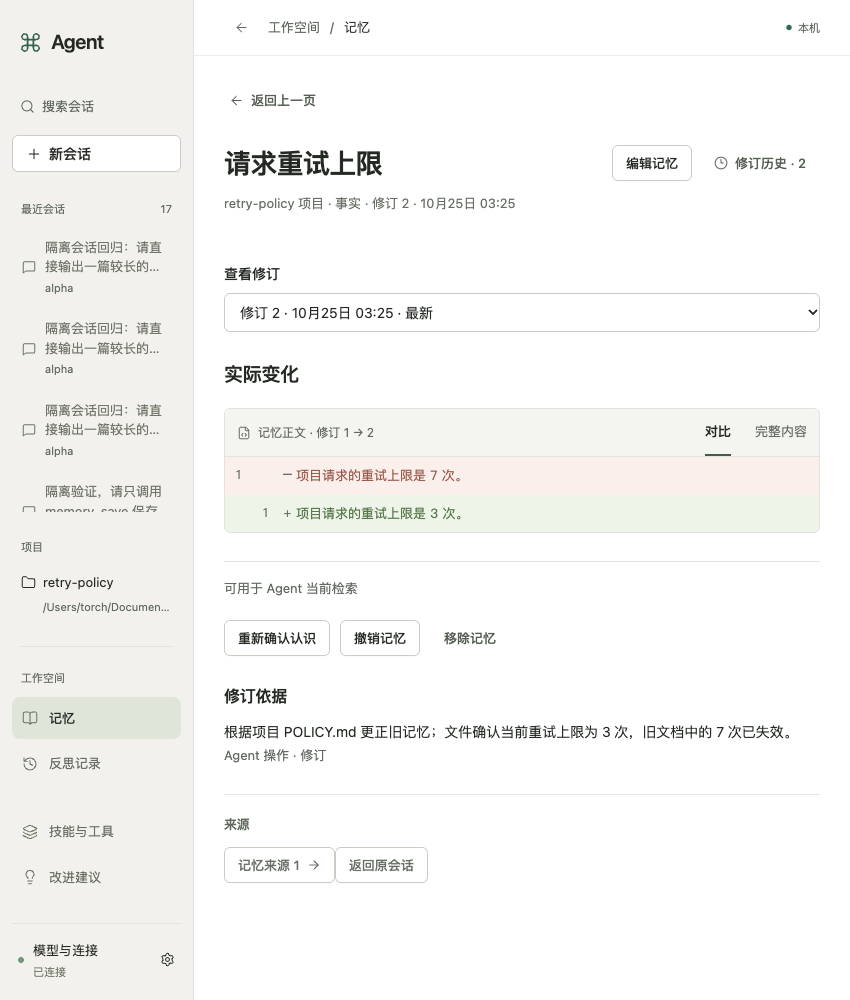 Agent
搜索会话
新会话
最近会话 17
隔离会话回归：请直
接输出一篇较长的...
alpha
隔离会话回归：请直
接输出一篇较长的...
alpha
隔离会话回归：请直
接输出一篇较长的...
alpha
隔离验证，请只调用
memory_save 保存
项目
retry-policy
/Users/torch/Documen...
工作空间
记忆
反思记录
技能与工具
改进建议
模型与连接
已连接
← 工作空间 / 记忆
本机
← 返回上一页
请求重试上限
编辑记忆
修订历史 · 2
retry-policy 项目 · 事实 · 修订 2 · 10月25日 03:25
查看修订
修订 2 · 10月25日 03:25 · 最新
实际变化
记忆正文 · 修订 1 → 2
对比
完整内容
1 − 项目请求的重试上限是 7 次。
1 + 项目请求的重试上限是 3 次。
可用于 Agent 当前检索
重新确认认识
撤销记忆
移除记忆
修订依据
根据项目 POLICY.md 更正旧记忆；文件确认当前重试上限为 3 次，旧文档中的 7 次已失效。
Agent 操作 · 修订
来源
记忆来源 1 →
返回原会话